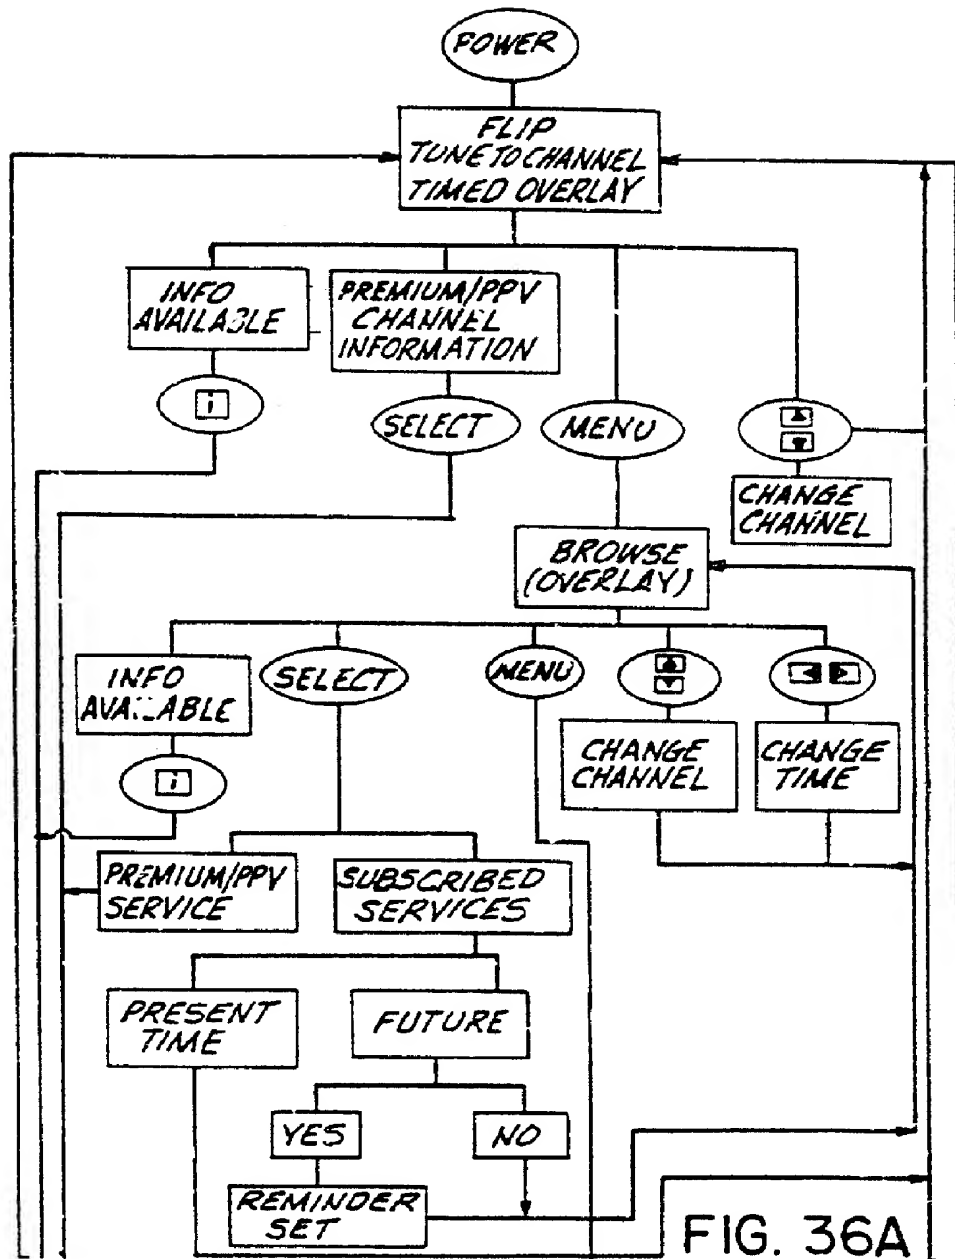 POWER
FLIP
TUNE TO CHANNEL
TIMED OVERLAY
INFO
AVAILABLE
PREMIUM/PPV
CHANNEL
INFORMATION
i
SELECT
MENU
CHANGE
CHANNEL
BROWSE
(OVERLAY)
INFO
AVAILABLE
SELECT
MENU
i
CHANGE
CHANNEL
CHANGE
TIME
PREMIUM/PPV
SERVICE
SUBSCRIBED
SERVICES
PRESENT
TIME
FUTURE
YES
NO
REMINDER
SET
FIG. 36A